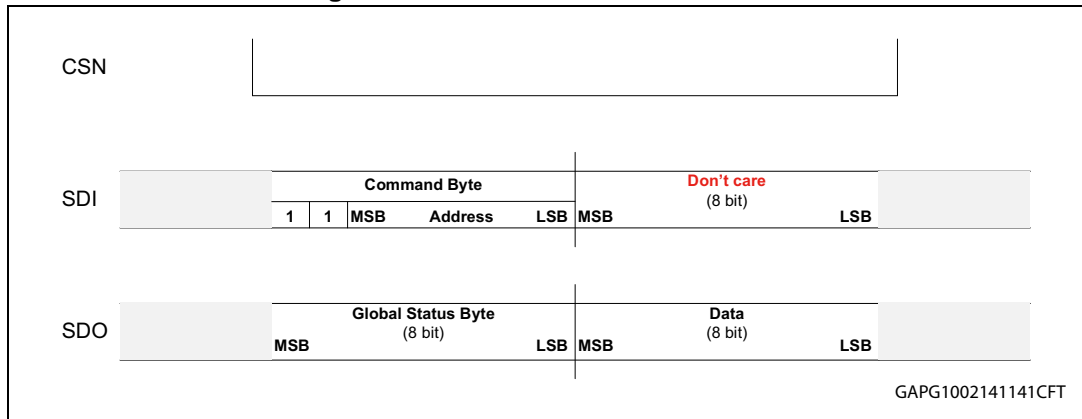 g
CSN
SDI
Command Byte
Don't care
(8 bit)
1 1 MSB Address LSB MSB LSB
SDO
Global Status Byte
Data
(8 bit)
(8 bit)
MSB LSB MSB LSB
GAPG1002141141CFT